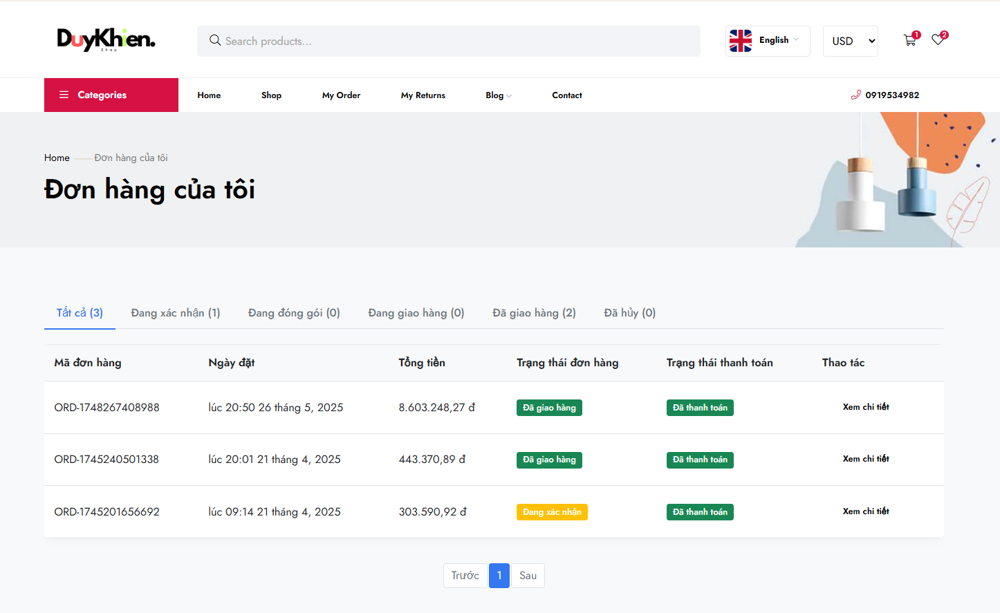 DuyKhien.
Shop
Search products...
English
USD
1
2
Categories
Home
Shop
My Order
My Returns
Blog
Contact
0919534982
Home
Đơn hàng của tôi
Đơn hàng của tôi
Tất cả (3)
Đang xác nhận (1)
Đang đóng gói (0)
Đang giao hàng (0)
Đã giao hàng (2)
Đã hủy (0)
Mã đơn hàng Ngày đặt Tổng tiền Trạng thái đơn hàng Trạng thái thanh toán Thao tác
ORD-1748267408988 lúc 20:50 26 tháng 5, 2025 8.603.248,27 đ Đã giao hàng Đã thanh toán Xem chi tiết
ORD-1745240501338 lúc 20:01 21 tháng 4, 2025 443.370,89 đ Đã giao hàng Đã thanh toán Xem chi tiết
ORD-1745201656692 lúc 09:14 21 tháng 4, 2025 303.590,92 đ Đang xác nhận Đã thanh toán Xem chi tiết
Trước 1 Sau